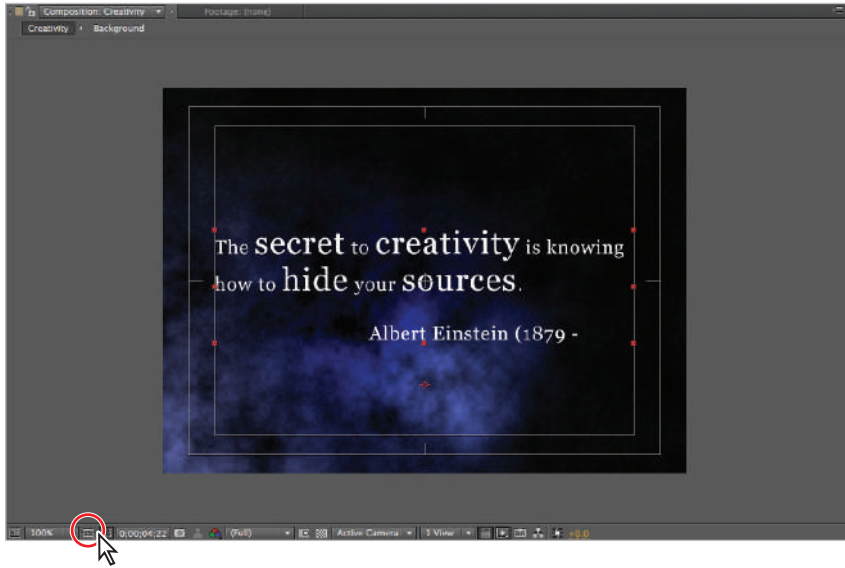 Composition: Creativity
Footage: (none)
Creativity
Background
The secret to creativity is knowing
how to hide your sources.
Albert Einstein (1879 -
100%
0;00;04;22
(Full)
Active Camera
1 View
+0.0